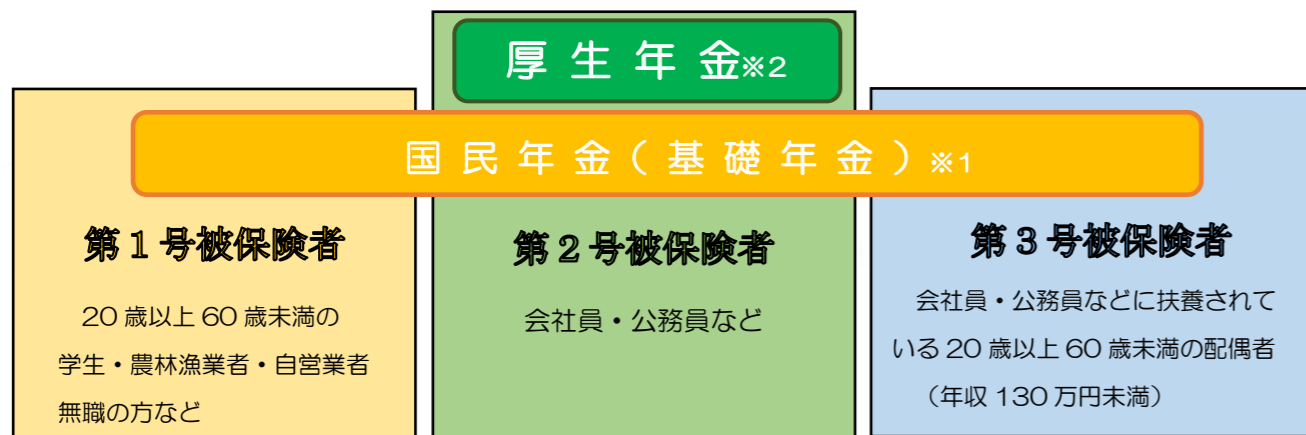 厚生年金※2
国民年金(基礎年金)※1
第1号被保険者
20歳以上60歳未満の
学生・農林漁業者・自営業者
無職の方など
第2号被保険者
会社員・公務員など
第3号被保険者
会社員・公務員などに扶養されて
いる20歳以上60歳未満の配偶者
(年収130万円未満)